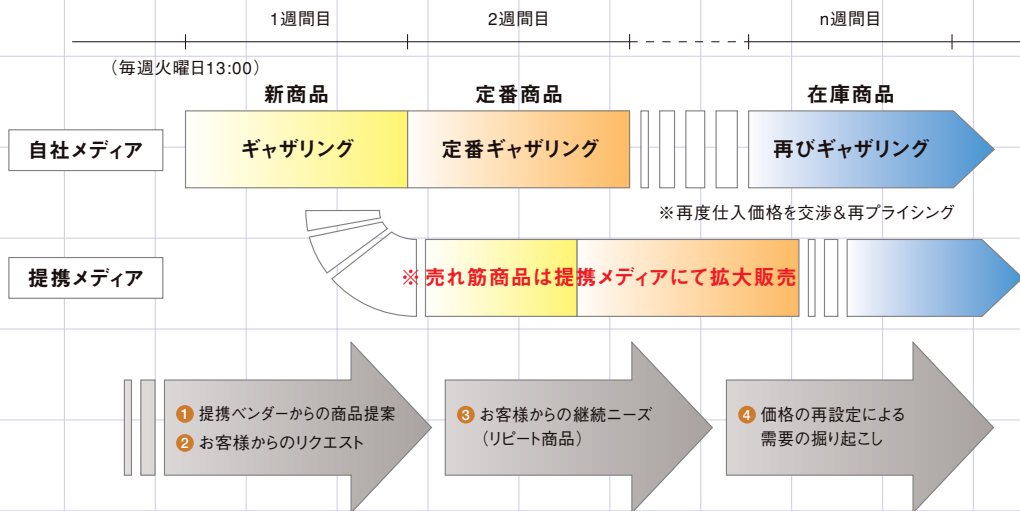 1週間目
2週間目
n週間目
（毎週火曜日13:00）
新商品
定番商品
在庫商品
自社メディア
ギャザリング
定番ギャザリング
再びギャザリング
※再度仕入価格を交渉&再プライシング
提携メディア
※売れ筋商品は提携メディアにて拡大販売
1 提携ベンダーからの商品提案
2 お客様からのリクエスト
3 お客様からの継続ニーズ
（リピート商品）
4 価格の再設定による
需要の掘り起こし